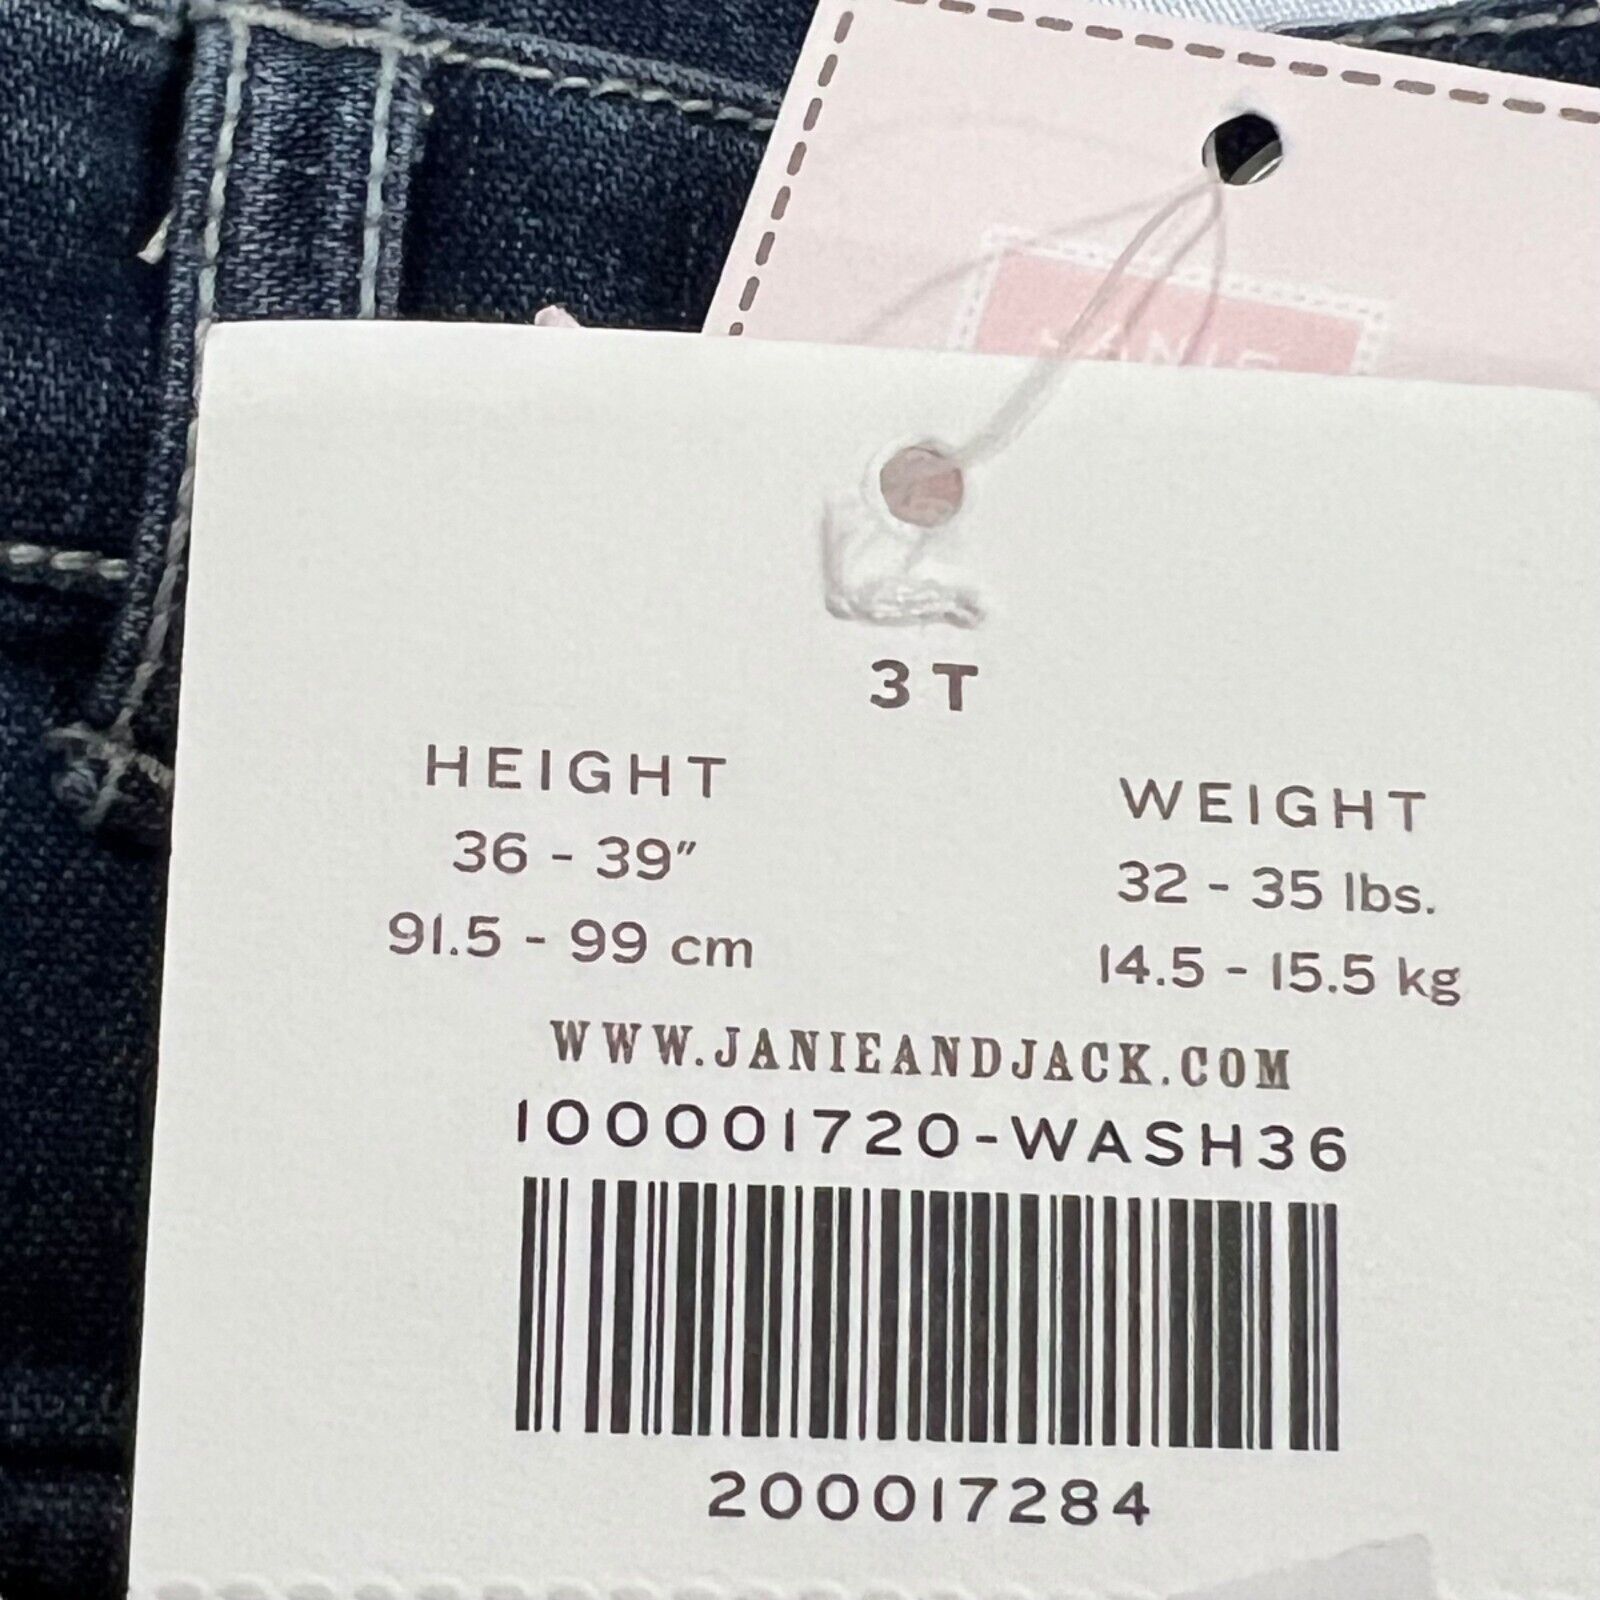 JANIE
3T
HEIGHT
36 - 39"
91.5 - 99 cm
WEIGHT
32 - 35 lbs.
14.5 - 15.5 kg
WWW.JANIEANDJACK.COM
100001720-WASH36
200017284